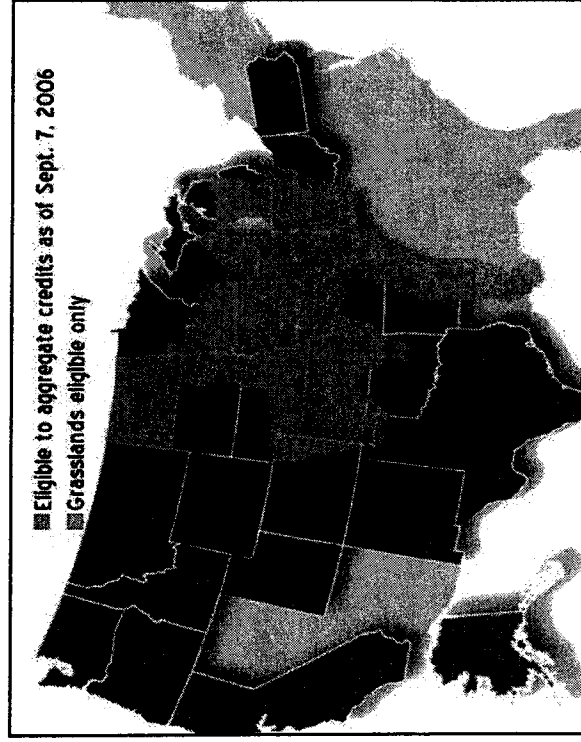 Eligible to aggregate credits as of Sept. 7, 2006
Grasslands eligible only